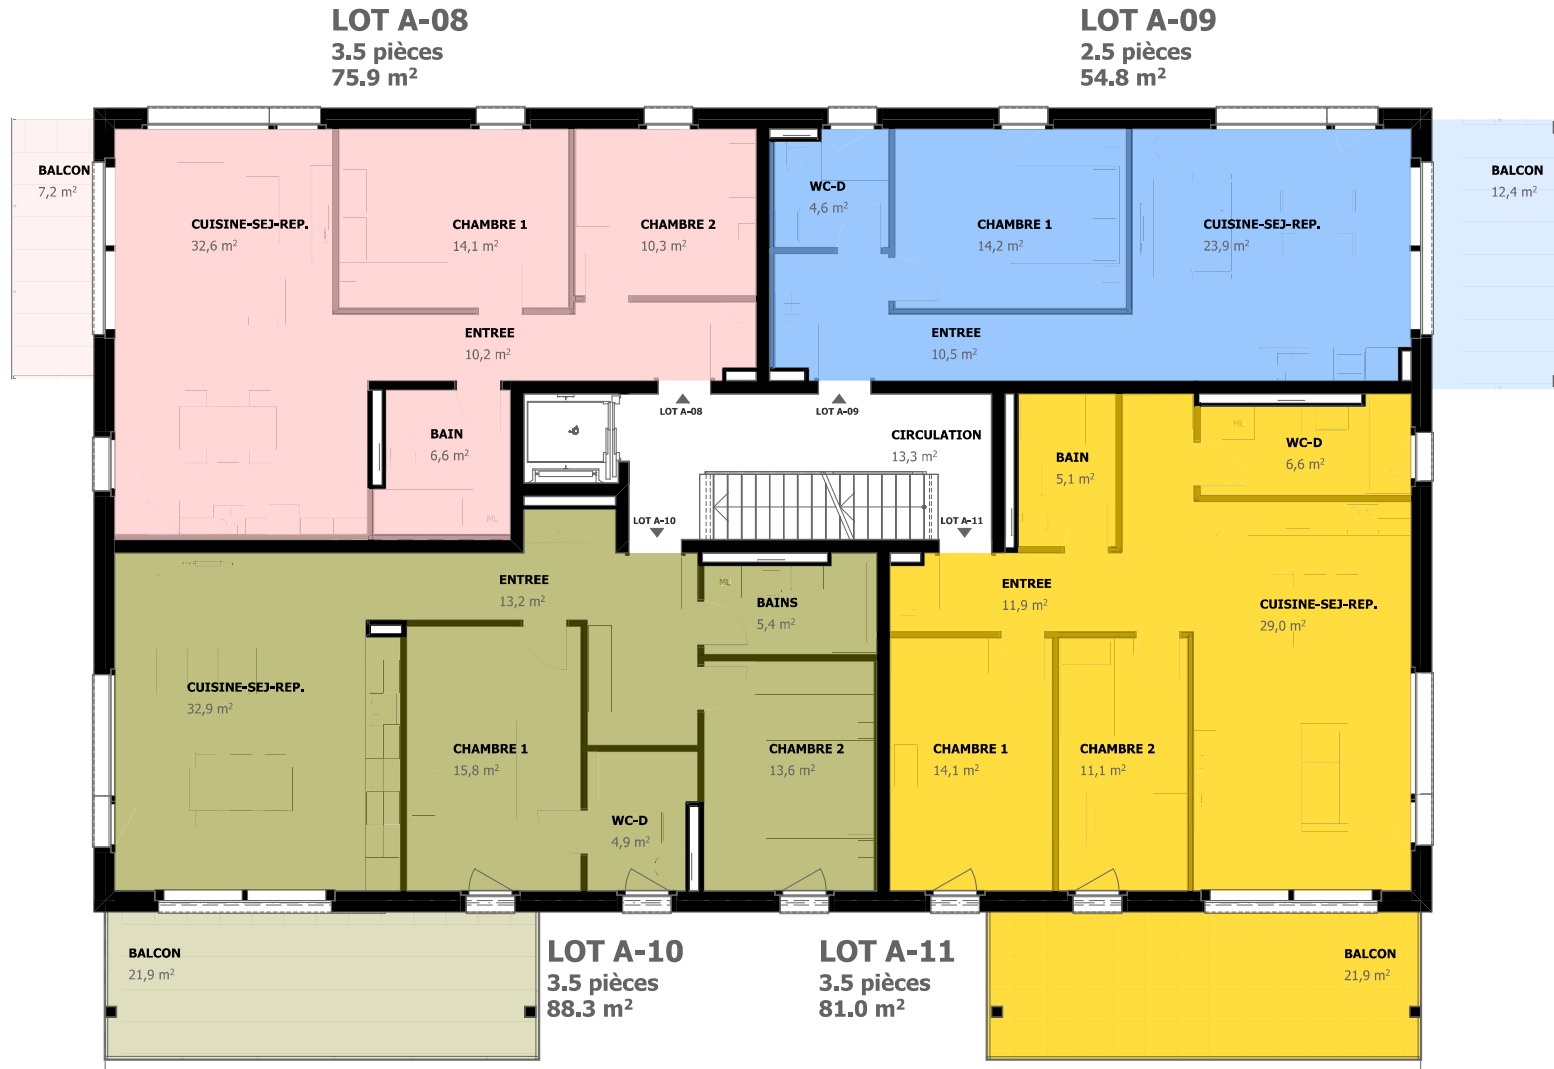 LOT A-08
3.5 pièces
75.9 m²
LOT A-09
2.5 pièces
54.8 m²
BALCON
7,2 m²
CUISINE-SEJ-REP.
32,6 m²
CHAMBRE 1
14,1 m²
CHAMBRE 2
10,3 m²
WC-D
4,6 m²
CHAMBRE 1
14,2 m²
CUISINE-SEJ-REP.
23,9 m²
BALCON
12,4 m²
ENTREE
10,2 m²
ENTREE
10,5 m²
LOT A-08
LOT A-09
BAIN
6,6 m²
ML
CIRCULATION
13,3 m²
BAIN
5,1 m²
ML
WC-D
6,6 m²
LOT A-10
LOT A-11
ENTREE
13,2 m²
ML
BAINS
5,4 m²
ENTREE
11,9 m²
CUISINE-SEJ-REP.
29,0 m²
CUISINE-SEJ-REP.
32,9 m²
CHAMBRE 1
15,8 m²
CHAMBRE 2
13,6 m²
CHAMBRE 1
14,1 m²
CHAMBRE 2
11,1 m²
WC-D
4,9 m²
BALCON
21,9 m²
LOT A-10
3.5 pièces
88.3 m²
LOT A-11
3.5 pièces
81.0 m²
BALCON
21,9 m²